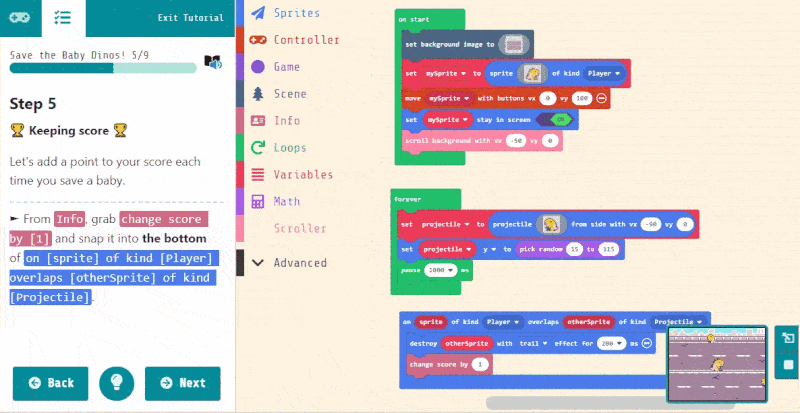 Exit Tutorial
Save the Baby Dinos! 5/9
Step 5
🏆 Keeping score 🏆
Let's add a point to your score each
time you save a baby.
► From Info, grab change score
by [1] and snap it into the bottom
of on [sprite] of kind [Player]
overlaps [otherSprite] of kind
[Projectile].
Back
Next
Sprites
Controller
Game
Scene
Info
Loops
Variables
Math
Scroller
Advanced
on start
set background image to
set mySprite to sprite of kind Player
move mySprite with buttons vx 0 vy 100
set mySprite stay in screen ON
scroll background with vx -50 vy 0
forever
set projectile to projectile from side with vx -90 vy 0
set projectile y to pick random 15 to 115
pause 1000 ms
on sprite of kind Player overlaps otherSprite of kind Projectile
destroy otherSprite with trail effect for 200 ms
change score by 1